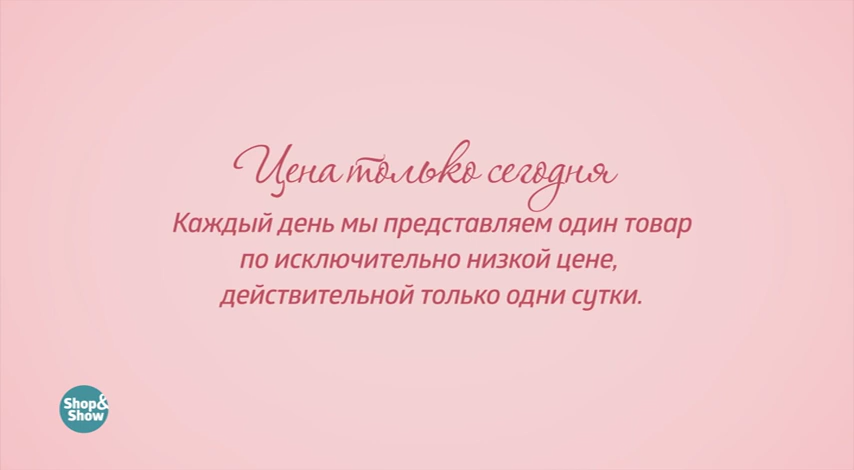 Цена только сегодня
Каждый день мы представляем один товар
по исключительно низкой цене,
действительной только одни сутки.
Shop&
Show